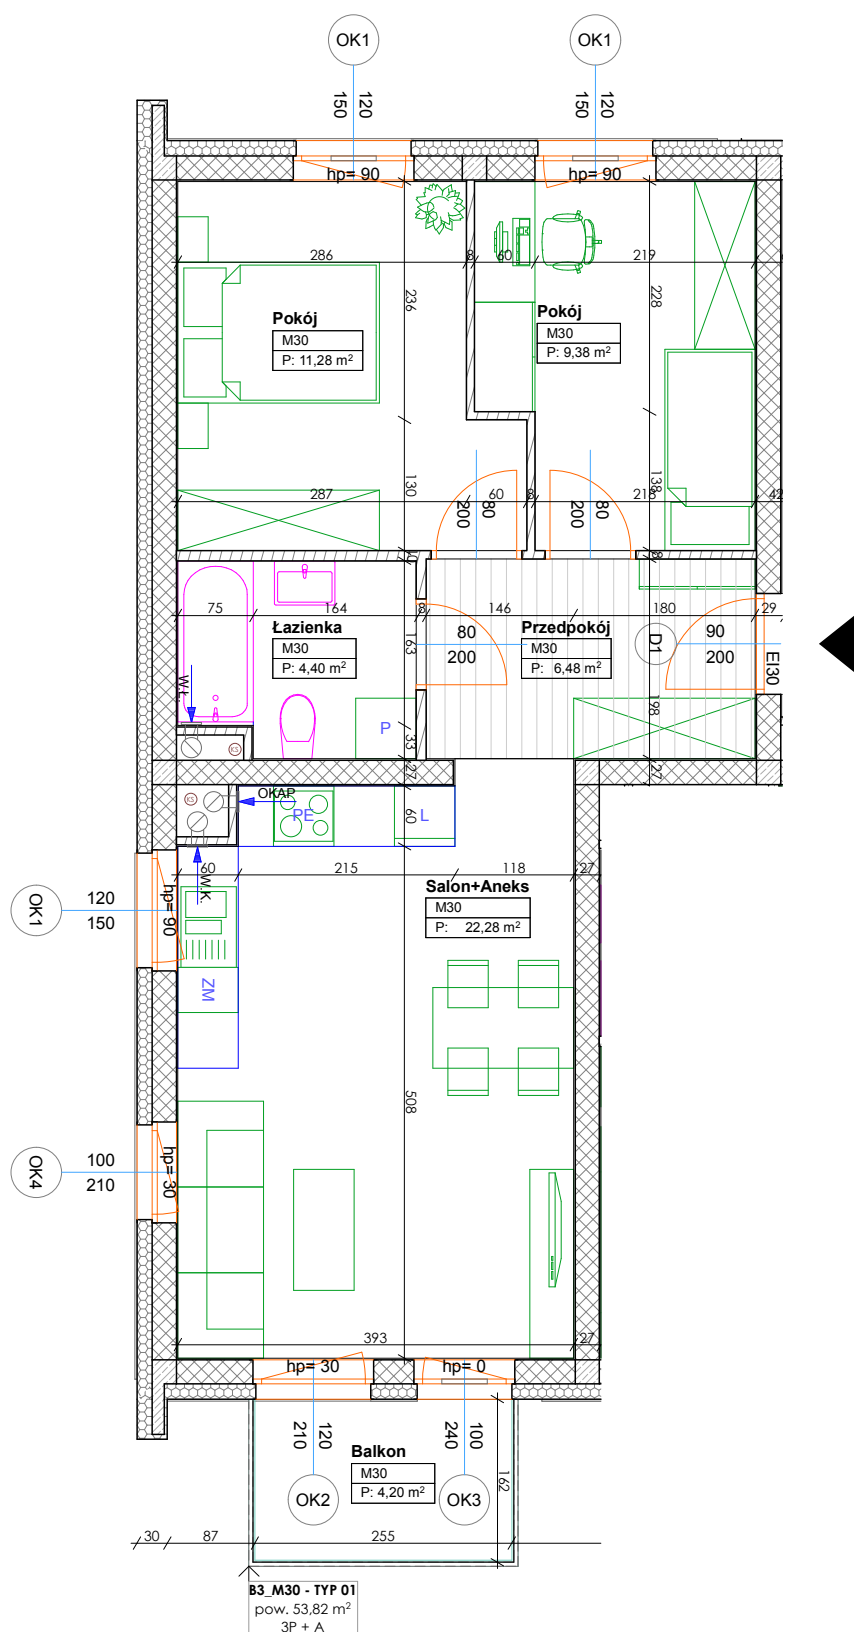 OK1
OK1
120
150
120
150
hp= 90
hp= 90
286
8
60
219
236
228
Pokój
M30
P: 11,28 m²
Pokój
M30
P: 9,38 m²
287
60
8
218
42
130
138
80
200
80
200
10
8
75
164
8
146
180
29
Łazienka
M30
P: 4,40 m²
163
80
200
Przedpokój
M30
P: 6,48 m²
D1
90
200
EI30
W.Ł.
KS
P
33
198
27
27
KS
OKAP
PE
L
60
60
215
118
27
W.K.
Salon+Aneks
M30
P: 22,28 m²
OK1
120
150
hp= 90
ZM
508
OK4
100
210
hp= 30
393
27
hp= 30
hp= 0
120
210
100
240
Balkon
M30
P: 4,20 m²
162
OK2
OK3
30
87
255
B3_M30 - TYP 01
pow. 53,82 m²
3P + A